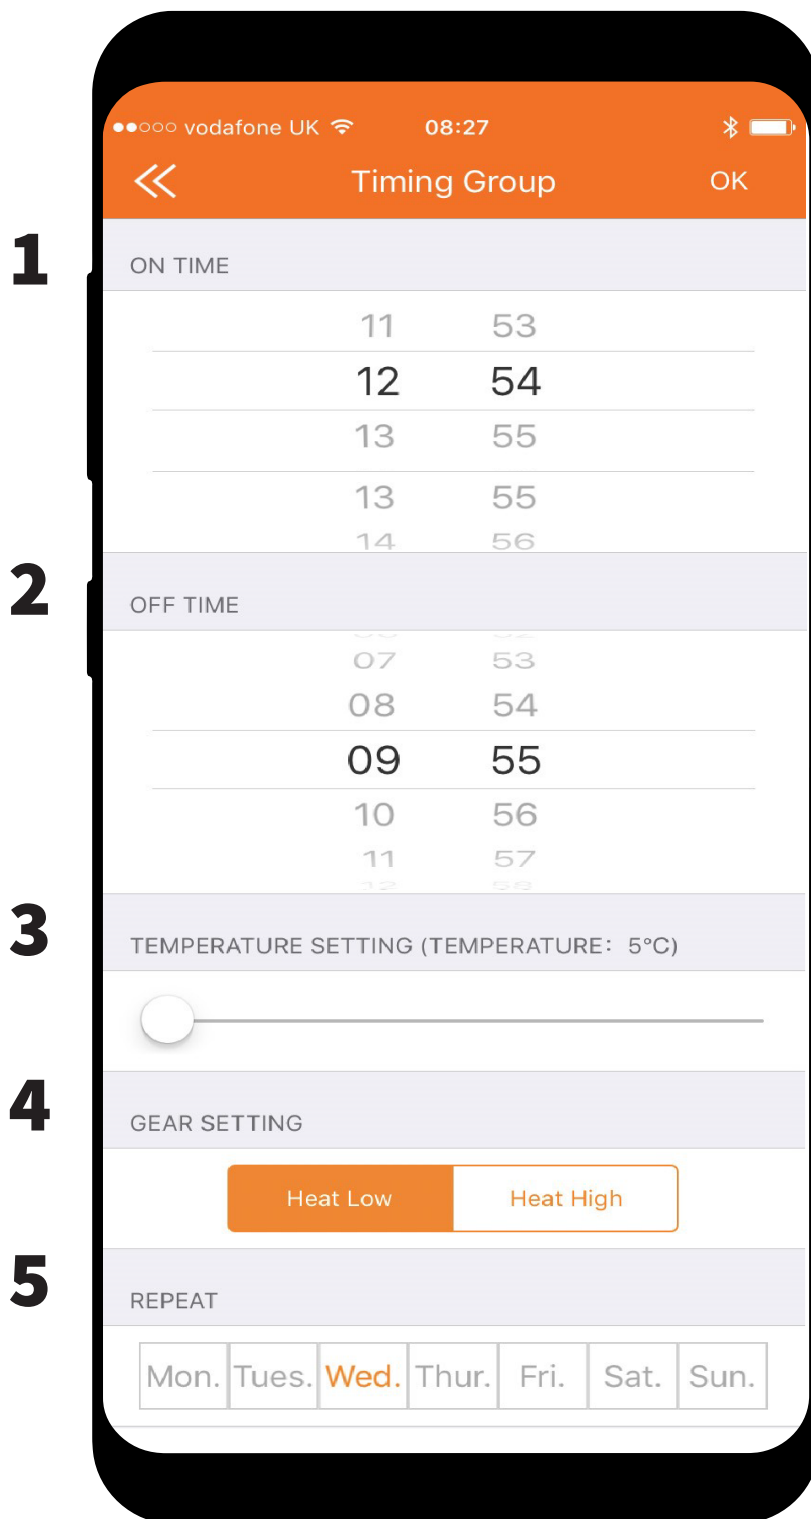 vodafone UK 08:27
Timing Group OK
1
ON TIME
11 53
12 54
13 55
13 55
14 56
2
OFF TIME
07 53
08 54
09 55
10 56
11 57
12 58
3
TEMPERATURE SETTING (TEMPERATURE: 5°C)
4
GEAR SETTING
Heat Low Heat High
5
REPEAT
Mon. Tues. Wed. Thur. Fri. Sat. Sun.